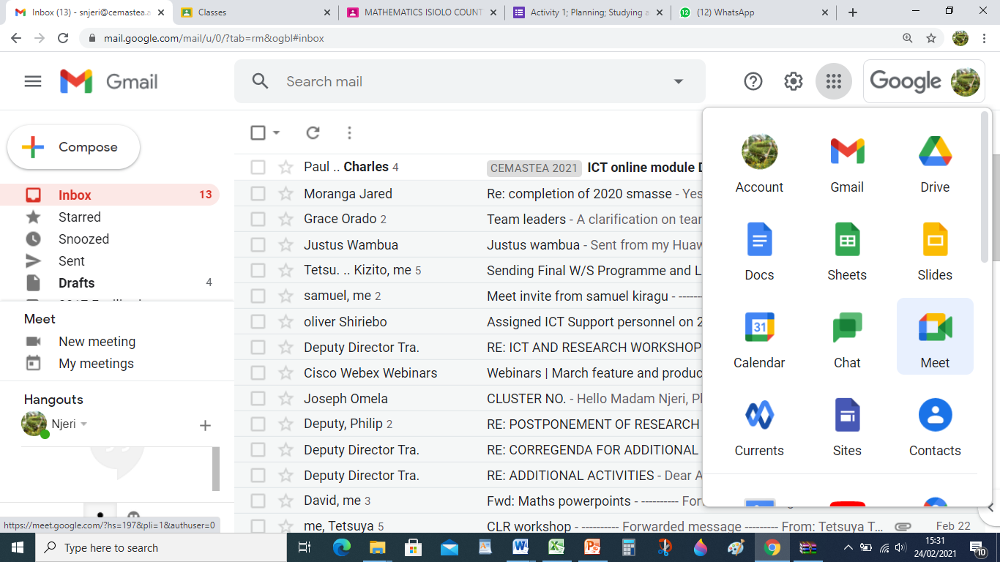 Inbox (13) - snjeri@cemastea.a
Classes
MATHEMATICS ISIOLO COUNT
Activity 1; Planning; Studying a
(12) WhatsApp
mail.google.com/mail/u/0/?tab=rm&ogbl#inbox
Gmail
Search mail
Google
Compose
Inbox 13
Starred
Snoozed
Sent
Drafts 4
Meet
New meeting
My meetings
Hangouts
Njeri
Paul .. Charles 4 CEMASTEA 2021 ICT online module D
Moranga Jared Re: completion of 2020 smasse - Yes
Grace Orado 2 Team leaders - A clarification on tear
Justus Wambua Justus wambua - Sent from my Huaw
Tetsu. .. Kizito, me 5 Sending Final W/S Programme and L
samuel, me 2 Meet invite from samuel kiragu - -------
oliver Shiriebo Assigned ICT Support personnel on 2
Deputy Director Tra. RE: ICT AND RESEARCH WORKSHOP
Cisco Webex Webinars Webinars | March feature and produc
Joseph Omela CLUSTER NO. - Hello Madam Njeri, Pl
Deputy, Philip 2 RE: POSTPONEMENT OF RESEARCH
Deputy Director Tra. RE: CORREGENDA FOR ADDITIONAL
Deputy Director Tra. RE: ADDITIONAL ACTIVITIES - Dear A
David, me 3 Fwd: Maths powerpoints - ---------- Forw
me, Tetsuya 5 CLR workshop - ---------- Forwarded message --------- From: Tetsuya T... Feb 22
Account Gmail Drive
Docs Sheets Slides
31
Calendar Chat Meet
Currents Sites Contacts
https://meet.google.com/?hs=197&pli=1&authuser=0
Type here to search
15:31
24/02/2021
10